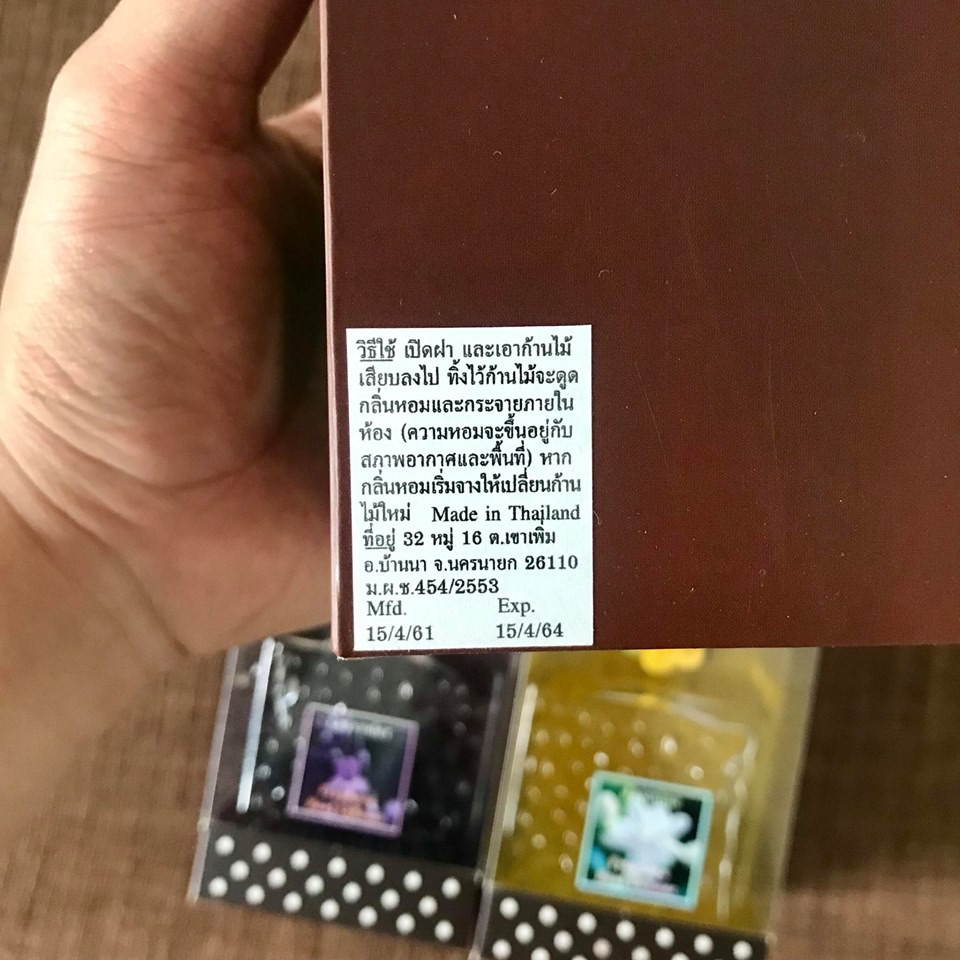 วิธีใช้ เปิดฝา และเอาก้านไม้
เสียบลงไป ทิ้งไว้ก้านไม้จะดูด
กลิ่นหอมและกระจายภายใน
ห้อง (ความหอมจะขึ้นอยู่กับ
สภาพอากาศและพื้นที่) หาก
กลิ่นหอมเริ่มจางให้เปลี่ยนก้าน
ไม้ใหม่ Made in Thailand
ที่อยู่ 32 หมู่ 16 ต.เขาเพิ่ม
อ.บ้านนา จ.นครนายก 26110
ม.ผ.ช.454/2553
Mfd. Exp.
15/4/61 15/4/64